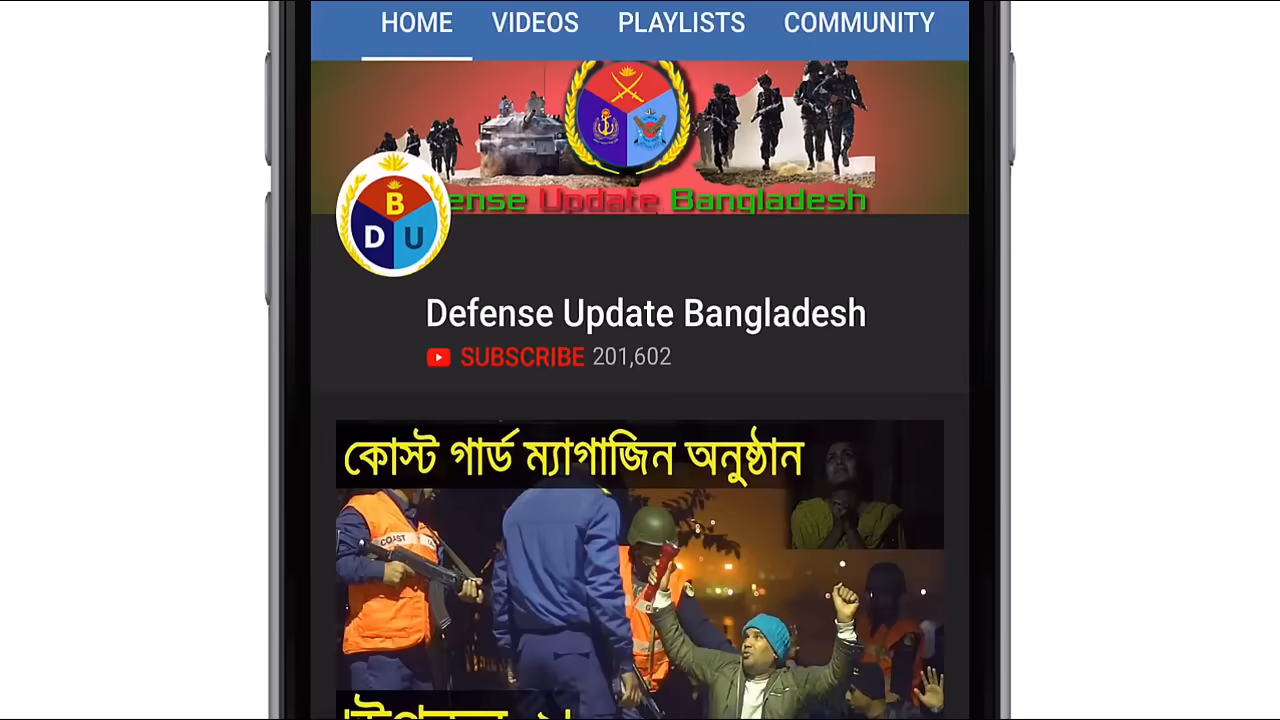 HOME VIDEOS PLAYLISTS COMMUNITY
ense Update Bangladesh
B
D U
Defense Update Bangladesh
SUBSCRIBE 201,602
কোস্ট গার্ড ম্যাগাজিন অনুষ্ঠান
COAST